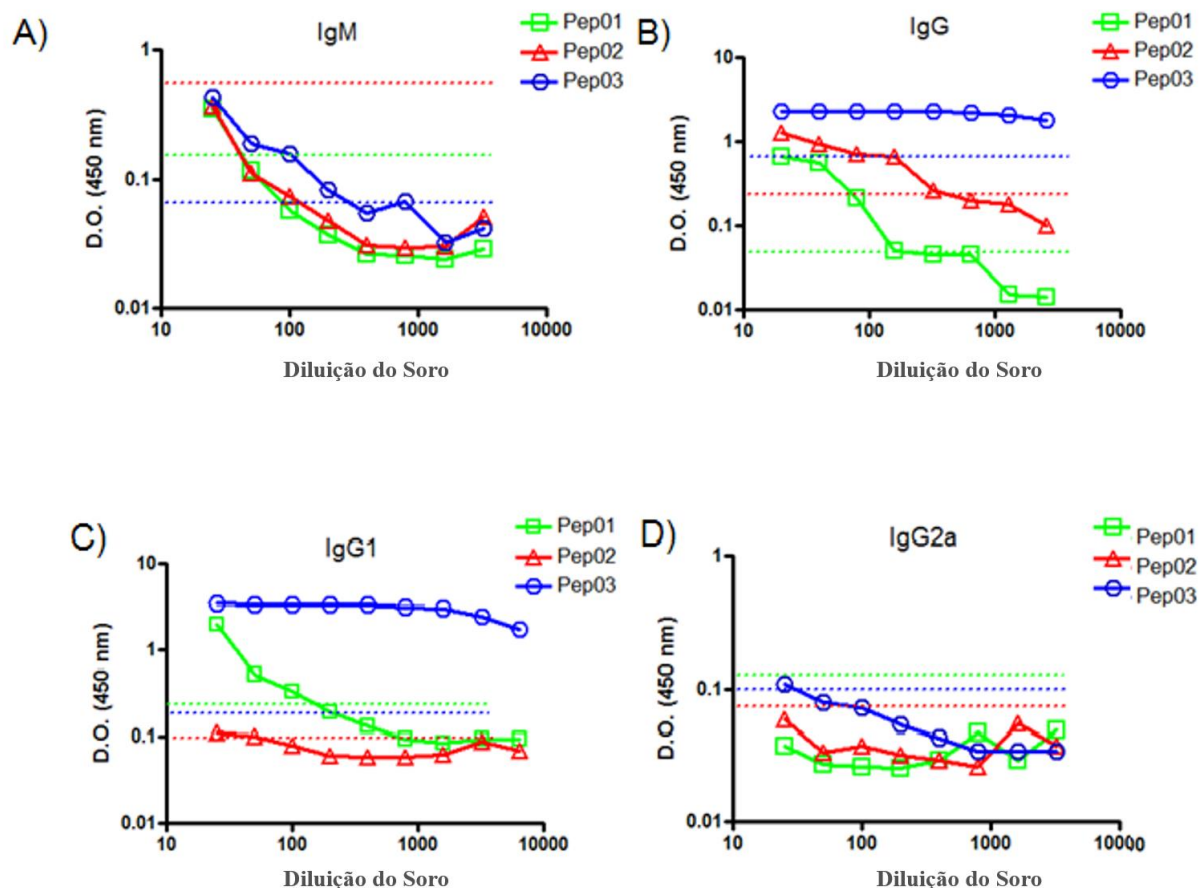 A)
IgM
Pep01
Pep02
Pep03
1
0.1
0.01
D.O. (450 nm)
10 100 1000 10000
Diluição do Soro
B)
IgG
Pep01
Pep02
Pep03
10
1
0.1
0.01
D.O. (450 nm)
10 100 1000 10000
Diluição do Soro
C)
IgG1
Pep01
Pep02
Pep03
10
1
0.1
0.01
D.O. (450 nm)
10 100 1000 10000
Diluição do Soro
D)
IgG2a
Pep01
Pep02
Pep03
1
0.1
0.01
D.O. (450 nm)
10 100 1000 10000
Diluição do Soro